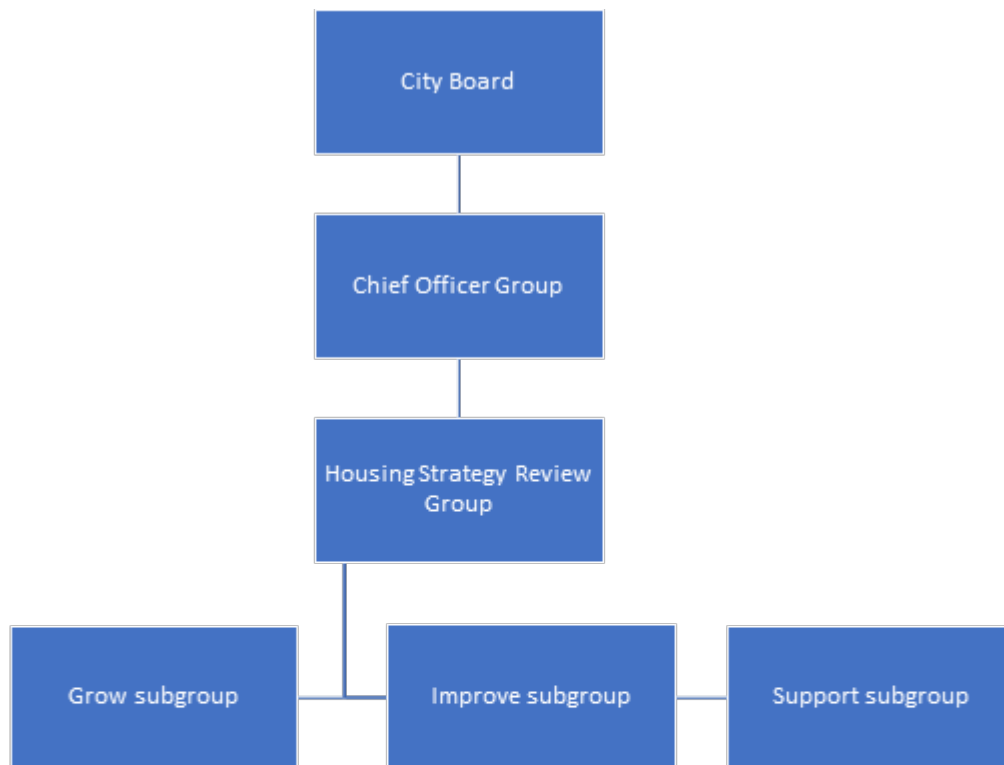 City Board
Chief Officer Group
Housing Strategy Review
Group
Grow subgroup
Improve subgroup
Support subgroup